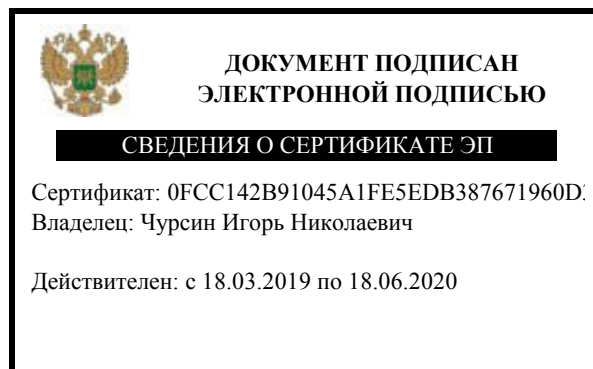 ДОКУМЕНТ ПОДПИСАН
ЭЛЕКТРОННОЙ ПОДПИСЬЮ
СВЕДЕНИЯ О СЕРТИФИКАТЕ ЭП
Сертификат: 0FCC142B91045A1FE5EDB387671960D
Владелец: Чурсин Игорь Николаевич
Действителен: с 18.03.2019 по 18.06.2020